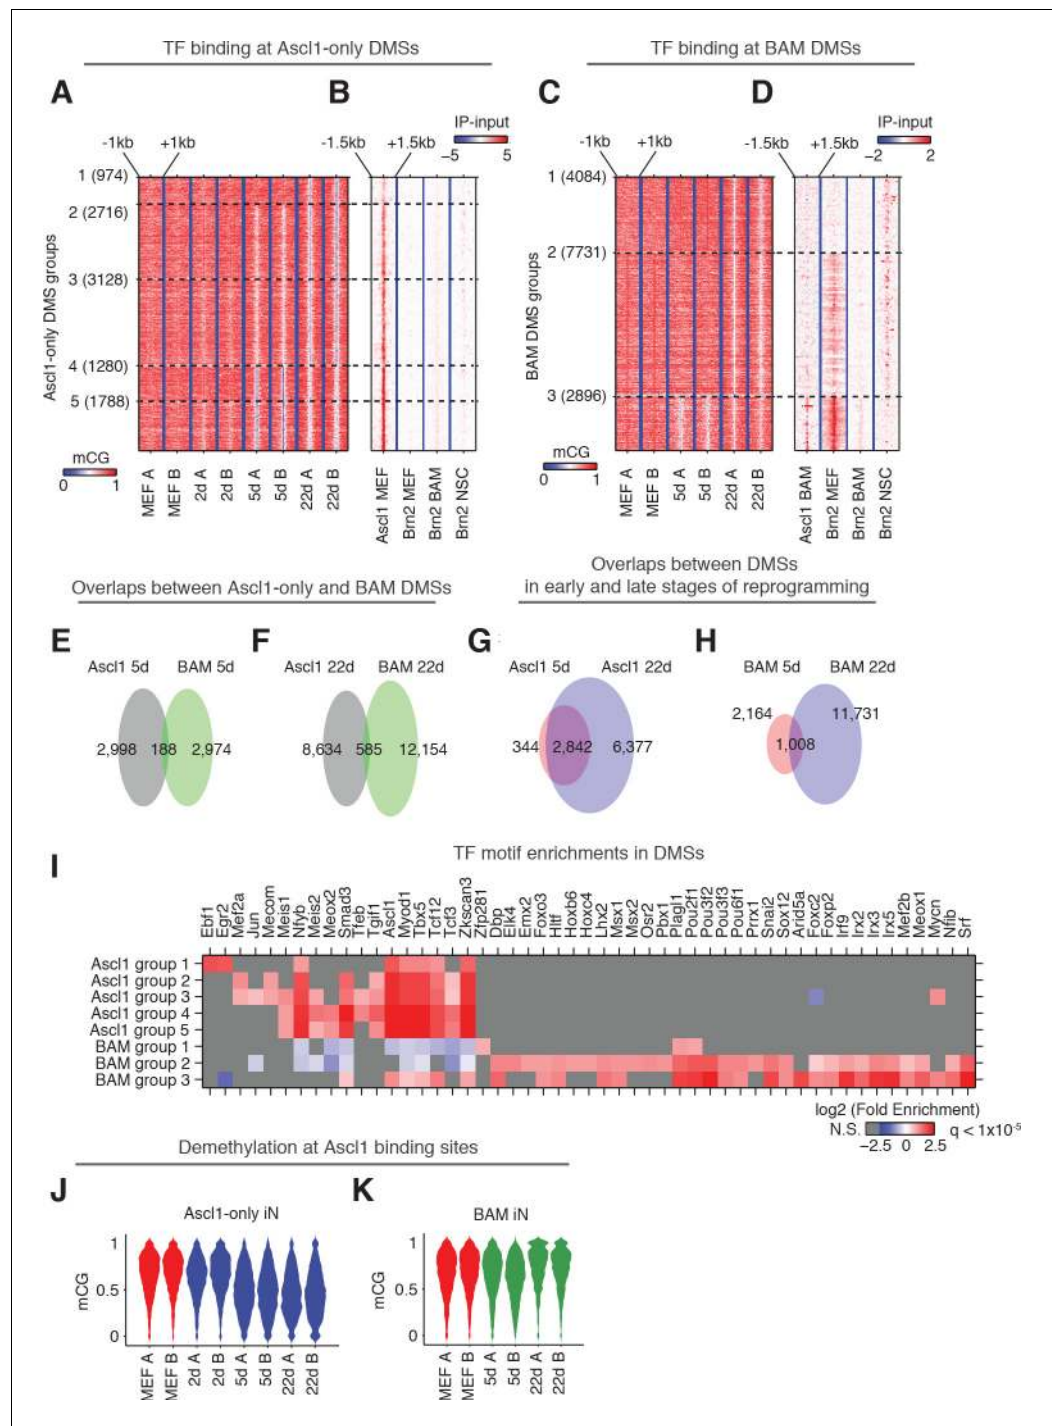 TF binding at Ascl1-only DMSs
TF binding at BAM DMSs
A
B
C
D
IP-input
−5 5
IP-input
−2 2
-1kb +1kb
-1.5kb +1.5kb
-1kb +1kb
-1.5kb +1.5kb
Ascl1-only DMS groups
1 (974)
2 (2716)
3 (3128)
4 (1280)
5 (1788)
BAM DMS groups
1 (4084)
2 (7731)
3 (2896)
mCG
0 1
mCG
0 1
MEF A
MEF B
2d A
2d B
5d A
5d B
22d A
22d B
Ascl1 MEF
Brn2 MEF
Brn2 BAM
Brn2 NSC
MEF A
MEF B
5d A
5d B
22d A
22d B
Ascl1 BAM
Brn2 MEF
Brn2 BAM
Brn2 NSC
Overlaps between Ascl1-only and BAM DMSs
Overlaps between DMSs
in early and late stages of reprogramming
E
F
G
H
Ascl1 5d BAM 5d
2,998 188 2,974
Ascl1 22d BAM 22d
8,634 585 12,154
Ascl1 5d Ascl1 22d
344 2,842 6,377
BAM 5d BAM 22d
2,164 11,731
1,008
I
TF motif enrichments in DMSs
Ebf1
Egr2
Mef2a
Jun
Mecom
Meis1
Nfyb
Meis2
Meox2
Smad3
Tfeb
Tgif1
Ascl1
Myod1
Tbx5
Tcf12
Tcf3
Zkscan3
Zfp281
Dbp
Elk4
Emx2
Foxo3
Hltf
Hoxb6
Hoxc4
Lhx2
Msx1
Msx2
Osr2
Pbx1
Plagl1
Pou2f1
Pou3f2
Pou3f3
Pou6f1
Prrx1
Snai2
Sox12
Arid5a
Foxc2
Foxp2
Irf9
Irx2
Irx3
Irx5
Mef2b
Meox1
Mycn
Nfib
Srf
Ascl1 group 1
Ascl1 group 2
Ascl1 group 3
Ascl1 group 4
Ascl1 group 5
BAM group 1
BAM group 2
BAM group 3
log2 (Fold Enrichment)
N.S. q < 1x10⁻⁵
−2.5 0 2.5
Demethylation at Ascl1 binding sites
J
K
Ascl1-only iN
BAM iN
mCG
1
0.5
0
MEF A
MEF B
2d A
2d B
5d A
5d B
22d A
22d B
mCG
1
0.5
0
MEF A
MEF B
5d A
5d B
22d A
22d B